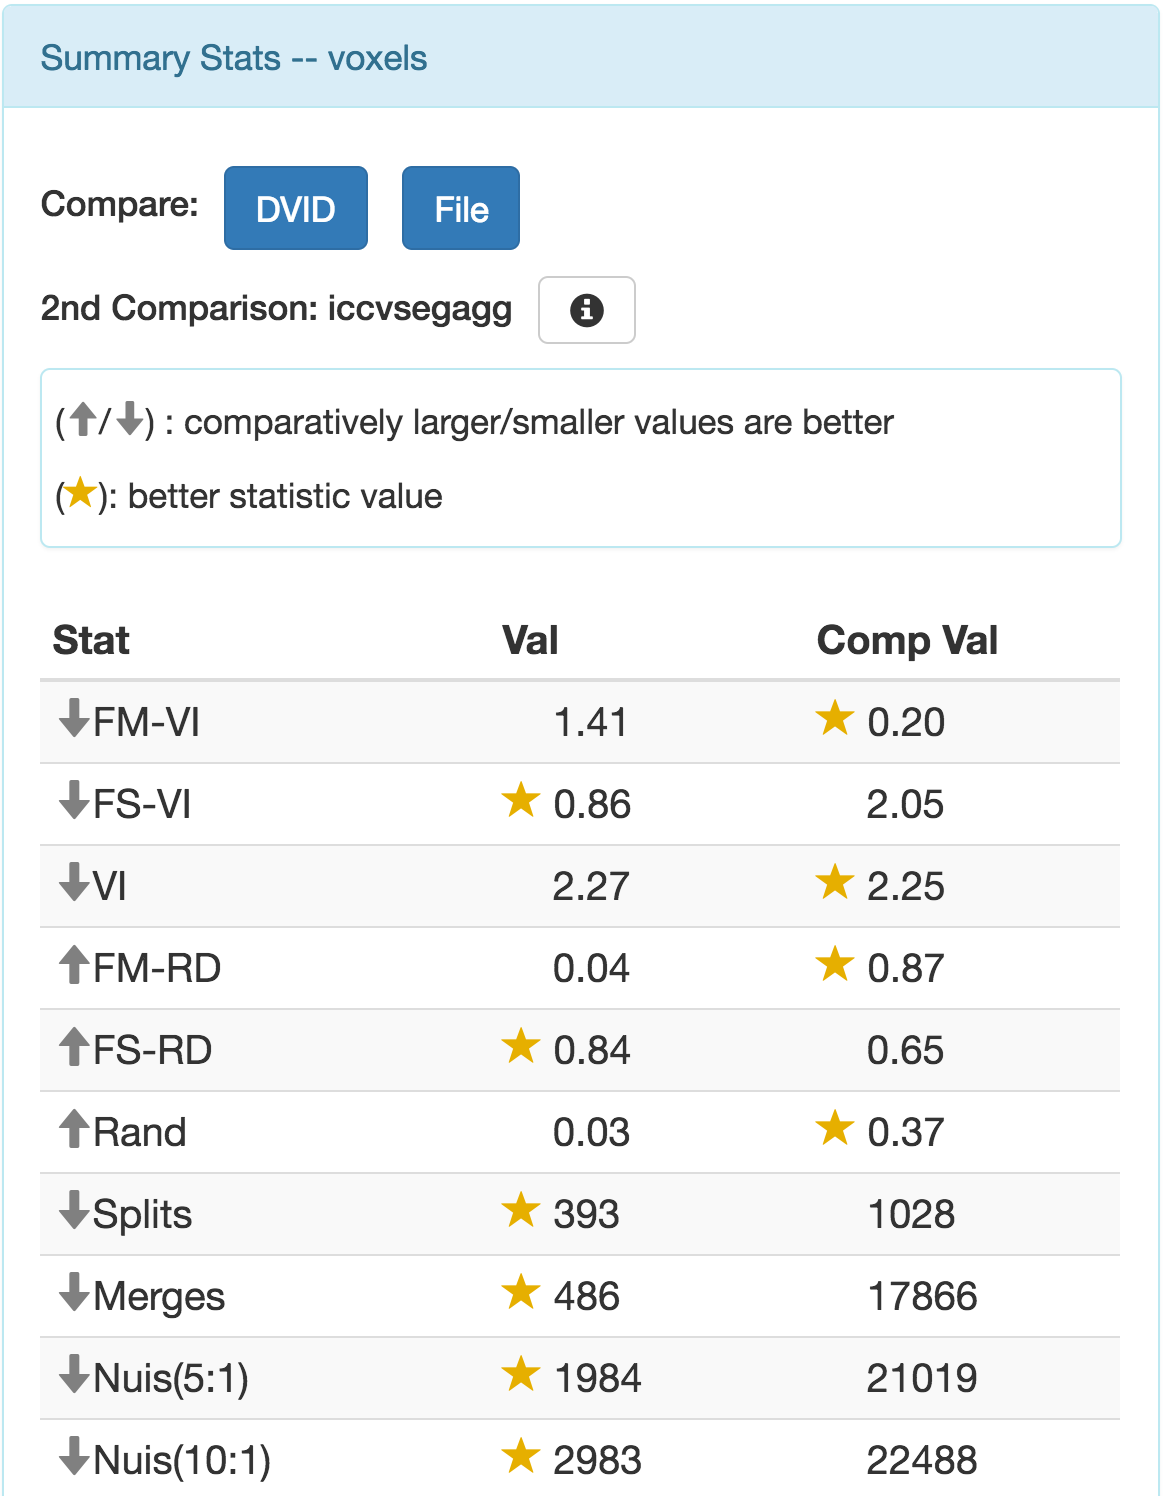 Summary Stats -- voxels
Compare: DVID File
2nd Comparison: iccvsegagg
(↑/↓) : comparatively larger/smaller values are better
(★): better statistic value
Stat Val Comp Val
↓FM-VI 1.41 ★ 0.20
↓FS-VI ★ 0.86 2.05
↓VI 2.27 ★ 2.25
↑FM-RD 0.04 ★ 0.87
↑FS-RD ★ 0.84 0.65
↑Rand 0.03 ★ 0.37
↓Splits ★ 393 1028
↓Merges ★ 486 17866
↓Nuis(5:1) ★ 1984 21019
↓Nuis(10:1) ★ 2983 22488